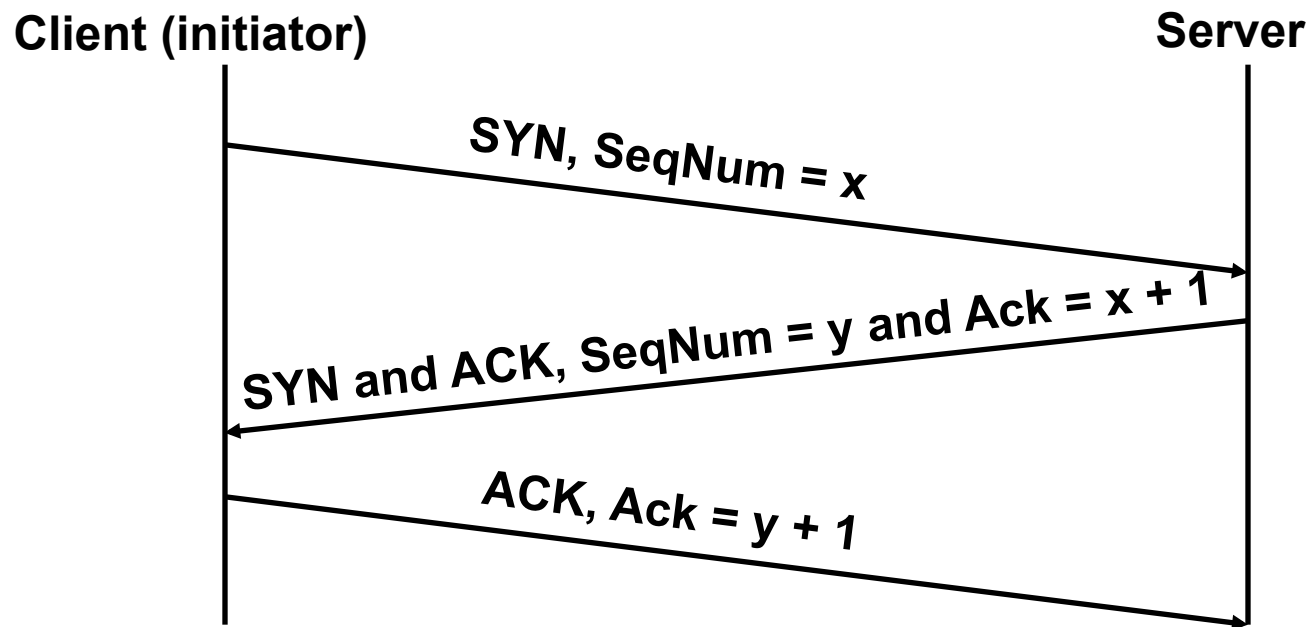 Client (initiator)
Server
SYN, SeqNum = x
SYN and ACK, SeqNum = y and Ack = x + 1
ACK, Ack = y + 1